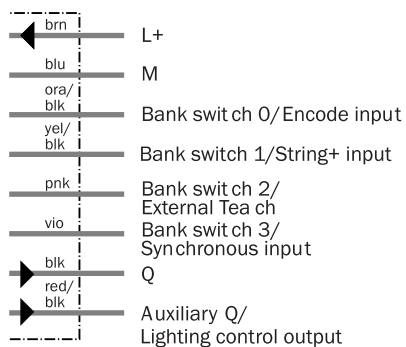 brn
L+
blu
M
ora/
blk
Bank switch 0/Encode input
yel/
blk
Bank switch 1/String+ input
pnk
Bank switch 2/
External Teach
vio
Bank switch 3/
Synchronous input
blk
Q
red/
blk
Auxiliary Q/
Lighting control output